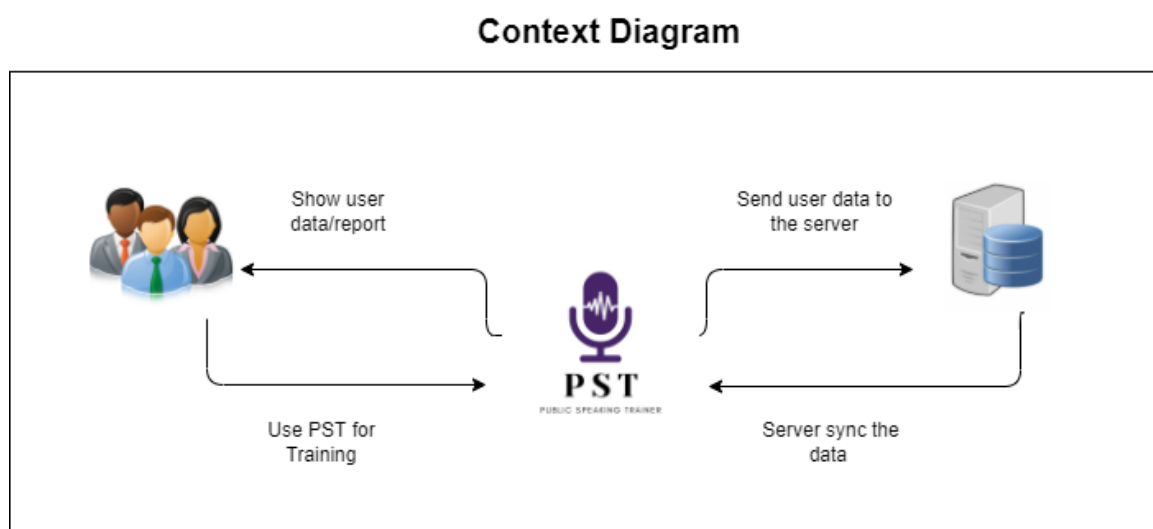 Context Diagram
Show user
data/report
Send user data to
the server
PST
PUBLIC SPEAKING TRAINER
Use PST for
Training
Server sync the
data